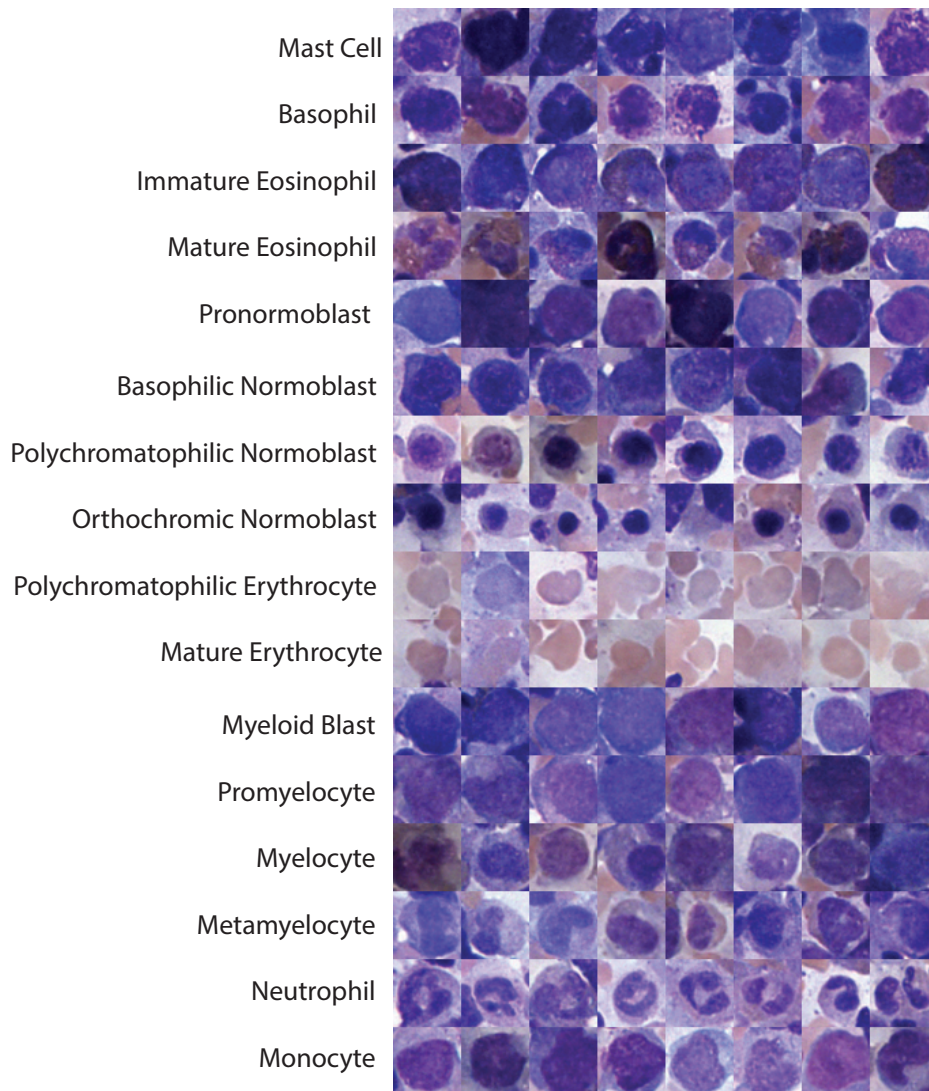 Mast Cell
Basophil
Immature Eosinophil
Mature Eosinophil
Pronormoblast
Basophilic Normoblast
Polychromatophilic Normoblast
Orthochromic Normoblast
Polychromatophilic Erythrocyte
Mature Erythrocyte
Myeloid Blast
Promyelocyte
Myelocyte
Metamyelocyte
Neutrophil
Monocyte